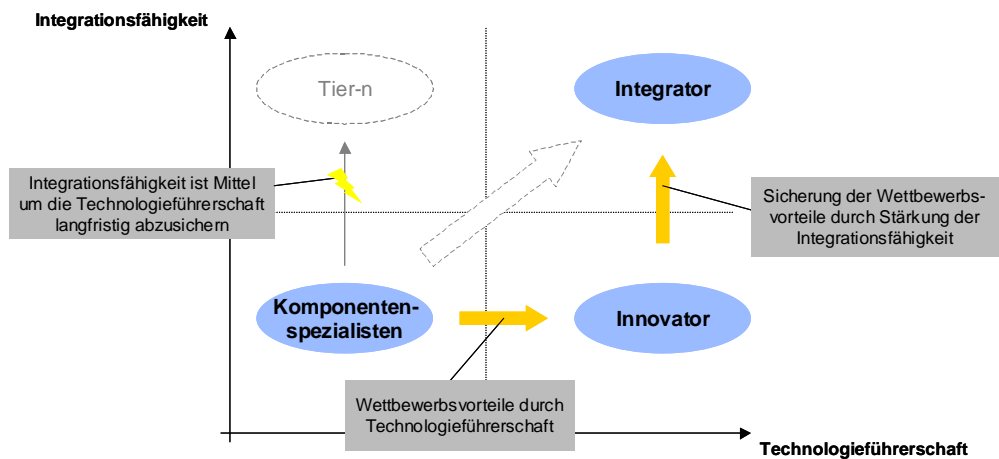 Integrationsfähigkeit
Tier-n
Integrator
Integrationsfähigkeit ist Mittel
um die Technologieführerschaft
langfristig abzusichern
Sicherung der Wettbewerbs-
vorteile durch Stärkung der
Integrationsfähigkeit
Komponenten-
spezialisten
Innovator
Wettbewerbsvorteile durch
Technologieführerschaft
Technologieführerschaft